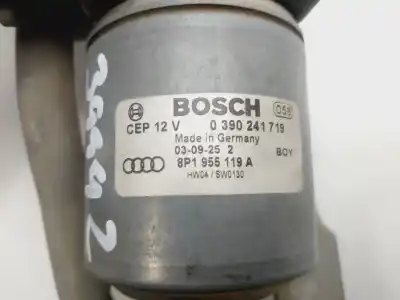 BOSCH
CEP 12 V 0 390 241 719
Made in Germany
03-09-25 2 BOY
8P1 955 119 A
HW04 / SW0130